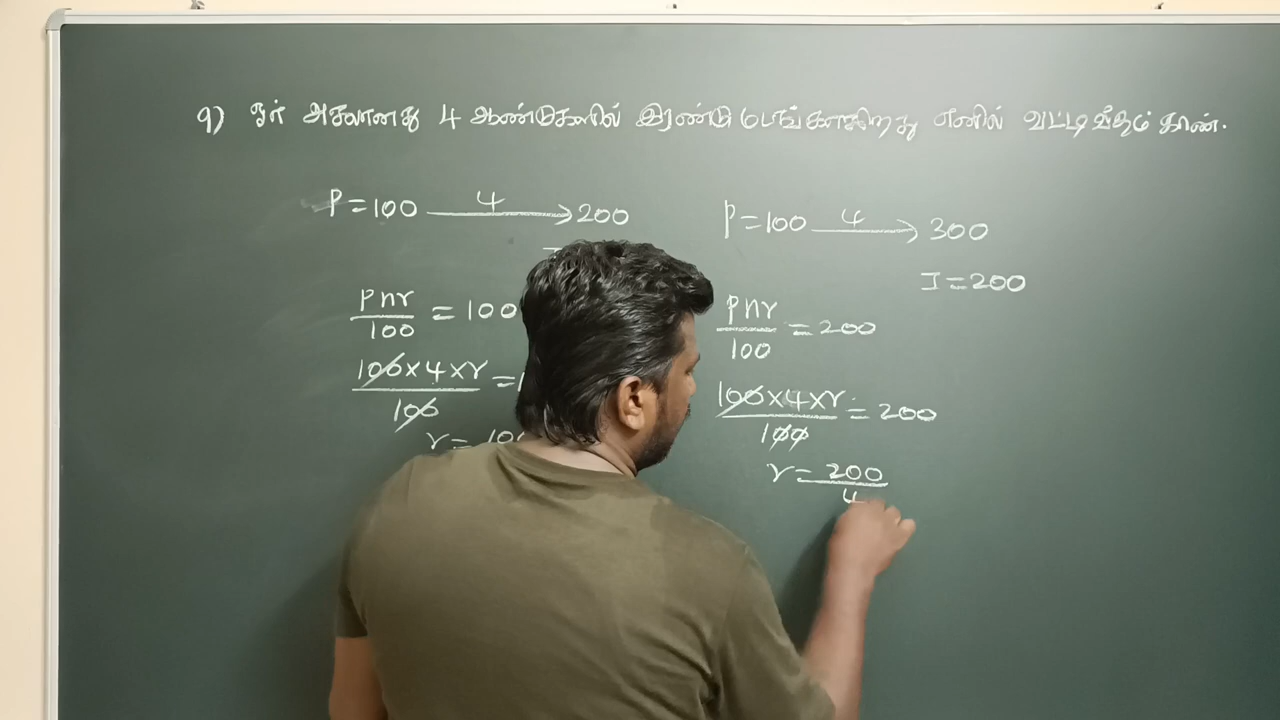 9) ஓர் அசலானது 4 ஆண்டுகளில் இரண்டு மடங்காகிறது எனில் வட்டி வீதம் காண்.
P = 100 4 → 200
Pnr/100 = 100
100 × 4 × r/100 =
r = 100
P = 100 4 → 300
I = 200
Pnr/100 = 200
100 × 4 × r/100 = 200
r = 200/4